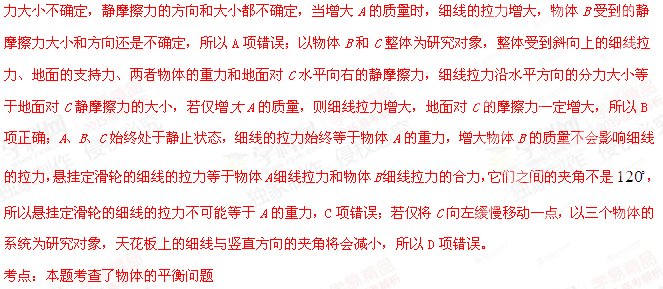 力大小不确定，静摩擦力的方向和大小都不确定，当增大 A 的质量时，细线的拉力增大，物体 B 受到的静
摩擦力大小和方向还是不确定，所以 A 项错误；以物体 B 和 C 整体为研究对象，整体受到斜向上的细线拉
力、地面的支持力、两者物体的重力和地面对 C 水平向右的静摩擦力，细线拉力沿水平方向的分力大小等
于地面对 C 静摩擦力的大小，若仅增大 A 的质量，则细线拉力增大，地面对 C 的摩擦力一定增大，所以 B
项正确；A、B、C 始终处于静止状态，细线的拉力始终等于物体 A 的重力，增大物体 B 的质量不会影响细线
的拉力，悬挂定滑轮的细线的拉力等于物体 A 细线拉力和物体 B 细线拉力的合力，它们之间的夹角不是 120°，
所以悬挂定滑轮的细线的拉力不可能等于 A 的重力，C 项错误；若仅将 C 向左缓慢移动一点，以三个物体的
系统为研究对象，天花板上的细线与竖直方向的夹角将会减小，所以 D 项错误。
考点：本题考查了物体的平衡问题